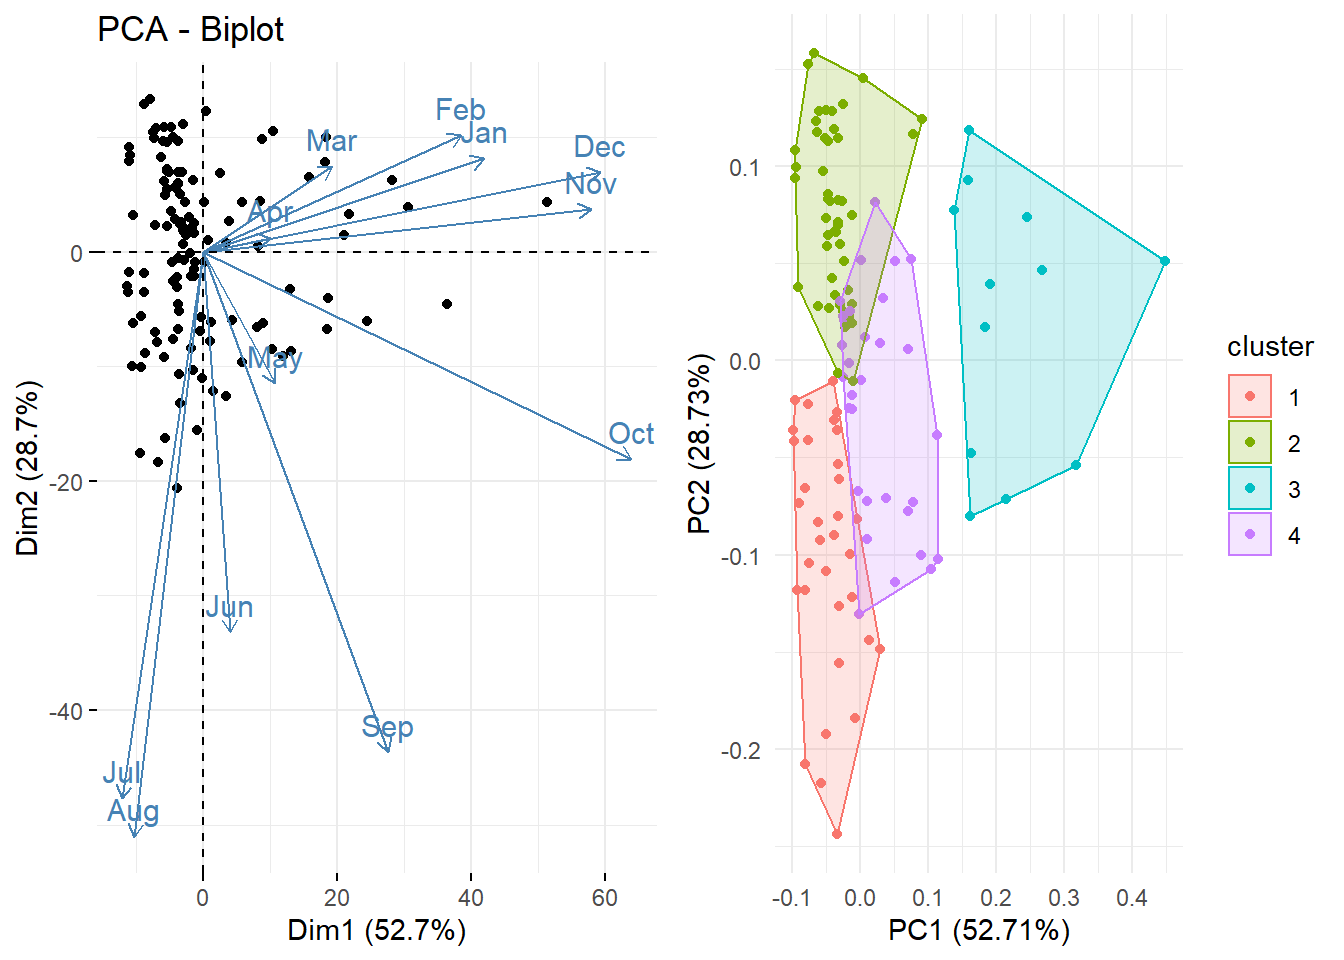 PCA - Biplot
Feb
Jan
Mar
Dec
Nov
Apr
May
Oct
Jun
Sep
Jul
Aug
0
-20
-40
Dim2 (28.7%)
0
20
40
60
Dim1 (52.7%)
0.1
0.0
-0.1
-0.2
PC2 (28.73%)
-0.1
0.0
0.1
0.2
0.3
0.4
PC1 (52.71%)
cluster
1
2
3
4